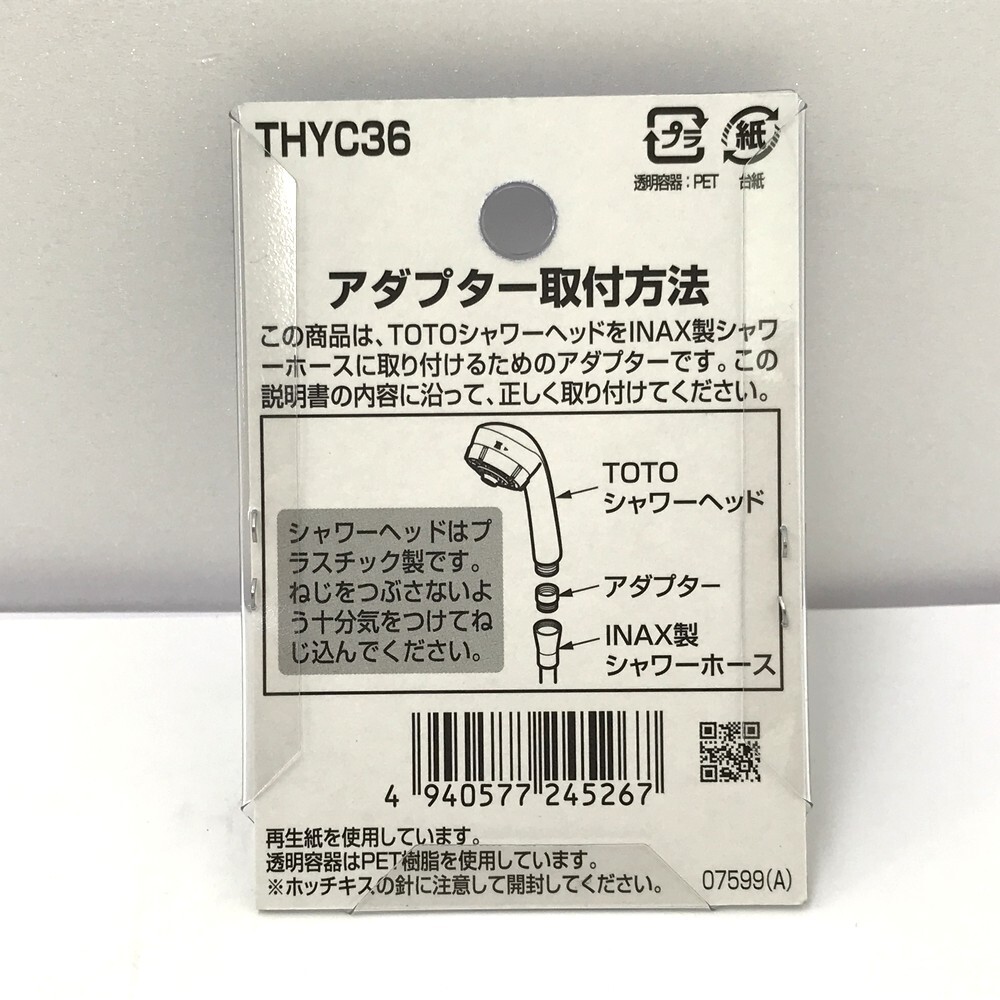 THYC36
プラ 紙
透明容器：PET 台紙
アダプター取付方法
この商品は、TOTOシャワーヘッドをINAX製シャワ
ーホースに取り付けるためのアダプターです。この
説明書の内容に沿って、正しく取り付けてください。
TOTO
シャワーヘッド
シャワーヘッドはプ
ラスチック製です。
ねじをつぶさないよ
う十分気をつけてね
じ込んでください。
アダプター
INAX製
シャワーホース
4 940577 245267
再生紙を使用しています。
透明容器はPET樹脂を使用しています。
※ホッチキスの針に注意して開封してください。
07599(A)